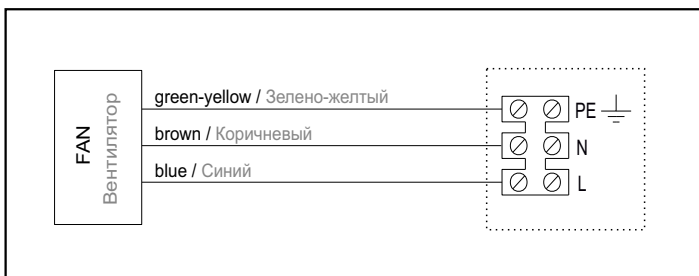 FAN
Вентилятор
green-yellow / Зелено-желтый
brown / Коричневый
blue / Синий
PE
N
L